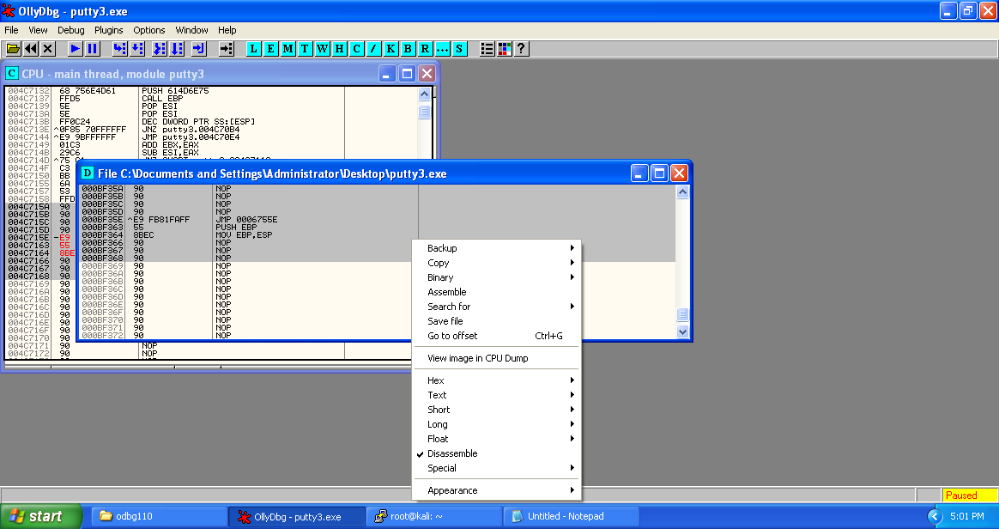 OllyDbg - putty3.exe
File View Debug Plugins Options Window Help
L E M T W H C / K B R ... S ?
C CPU - main thread, module putty3
004C7132 68 756E4D61 PUSH 614D6E75
004C7137 FFD5 CALL EBP
004C7139 5E POP ESI
004C713A 5E POP ESI
004C713B FF0C24 DEC DWORD PTR SS:[ESP]
004C713E ^0F85 70FFFFFF JNZ putty3.004C70B4
004C7144 ^E9 9BFFFFFF JMP putty3.004C70E4
004C7149 01C3 ADD EBX,EAX
004C714B 29C6 SUB ESI,EAX
004C714D ^75
C3
004C7150 BB
004C7155 6A
004C7157 53
004C7158 FFD
004C715A 90
004C715B 90
004C715C 90
004C715D 90
004C715E -E9
004C7163 55
004C7164 8BE
004C7166 90
004C7167 90
004C7168 90
004C7169 90
004C716A 90
004C716B 90
004C716C 90
004C716D 90
004C716E 90
004C716F 90
004C7170 90
004C7171 90 NOP
004C7172 90 NOP
D File C:\Documents and Settings\Administrator\Desktop\putty3.exe
000BF35A 90 NOP
000BF35B 90 NOP
000BF35C 90 NOP
000BF35D 90 NOP
000BF35E ^E9 FB81FAFF JMP 0006755E
000BF363 55 PUSH EBP
000BF364 8BEC MOV EBP,ESP
000BF366 90 NOP
000BF367 90 NOP
000BF368 90 NOP
000BF369 90 NOP
000BF36A 90 NOP
000BF36B 90 NOP
000BF36C 90 NOP
000BF36D 90 NOP
000BF36E 90 NOP
000BF36F 90 NOP
000BF370 90 NOP
000BF371 90 NOP
000BF372 90 NOP
Backup
Copy
Binary
Assemble
Search for
Save file
Go to offset Ctrl+G
View image in CPU Dump
Hex
Text
Short
Long
Float
Disassemble
Special
Appearance
Paused
start odbg110 OllyDbg - putty3.exe root@kali: ~ Untitled - Notepad 5:01 PM